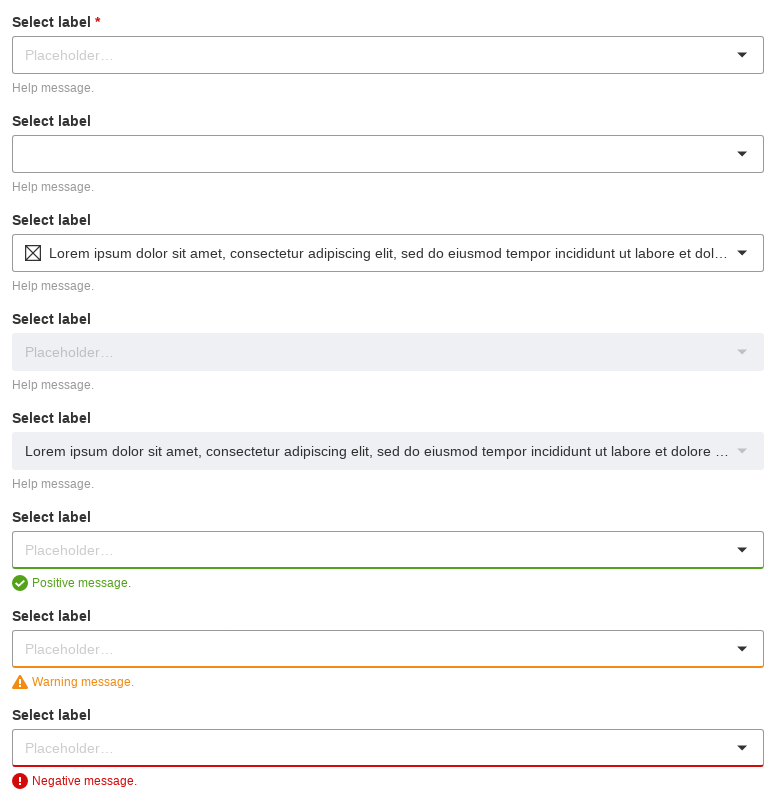 Select label *
Placeholder…
Help message.
Select label
Help message.
Select label
Lorem ipsum dolor sit amet, consectetur adipiscing elit, sed do eiusmod tempor incididunt ut labore et dol…
Help message.
Select label
Placeholder…
Help message.
Select label
Lorem ipsum dolor sit amet, consectetur adipiscing elit, sed do eiusmod tempor incididunt ut labore et dolore …
Help message.
Select label
Placeholder…
Positive message.
Select label
Placeholder…
Warning message.
Select label
Placeholder…
Negative message.